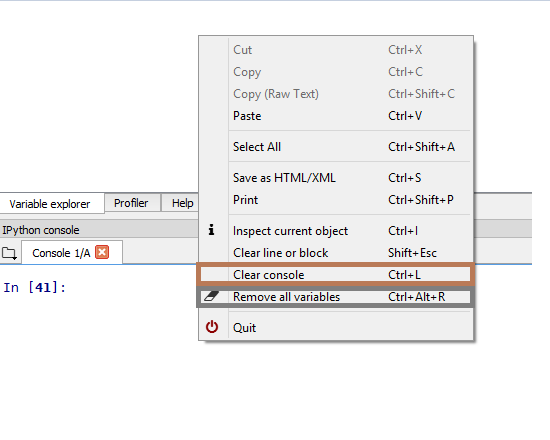 Cut Ctrl+X
Copy Ctrl+C
Copy (Raw Text) Ctrl+Shift+C
Paste Ctrl+V
Select All Ctrl+Shift+A
Save as HTML/XML Ctrl+S
Print Ctrl+Shift+P
Inspect current object Ctrl+I
Clear line or block Shift+Esc
Clear console Ctrl+L
Remove all variables Ctrl+Alt+R
Quit
Variable explorer Profiler Help
IPython console
Console 1/A
In [41]: